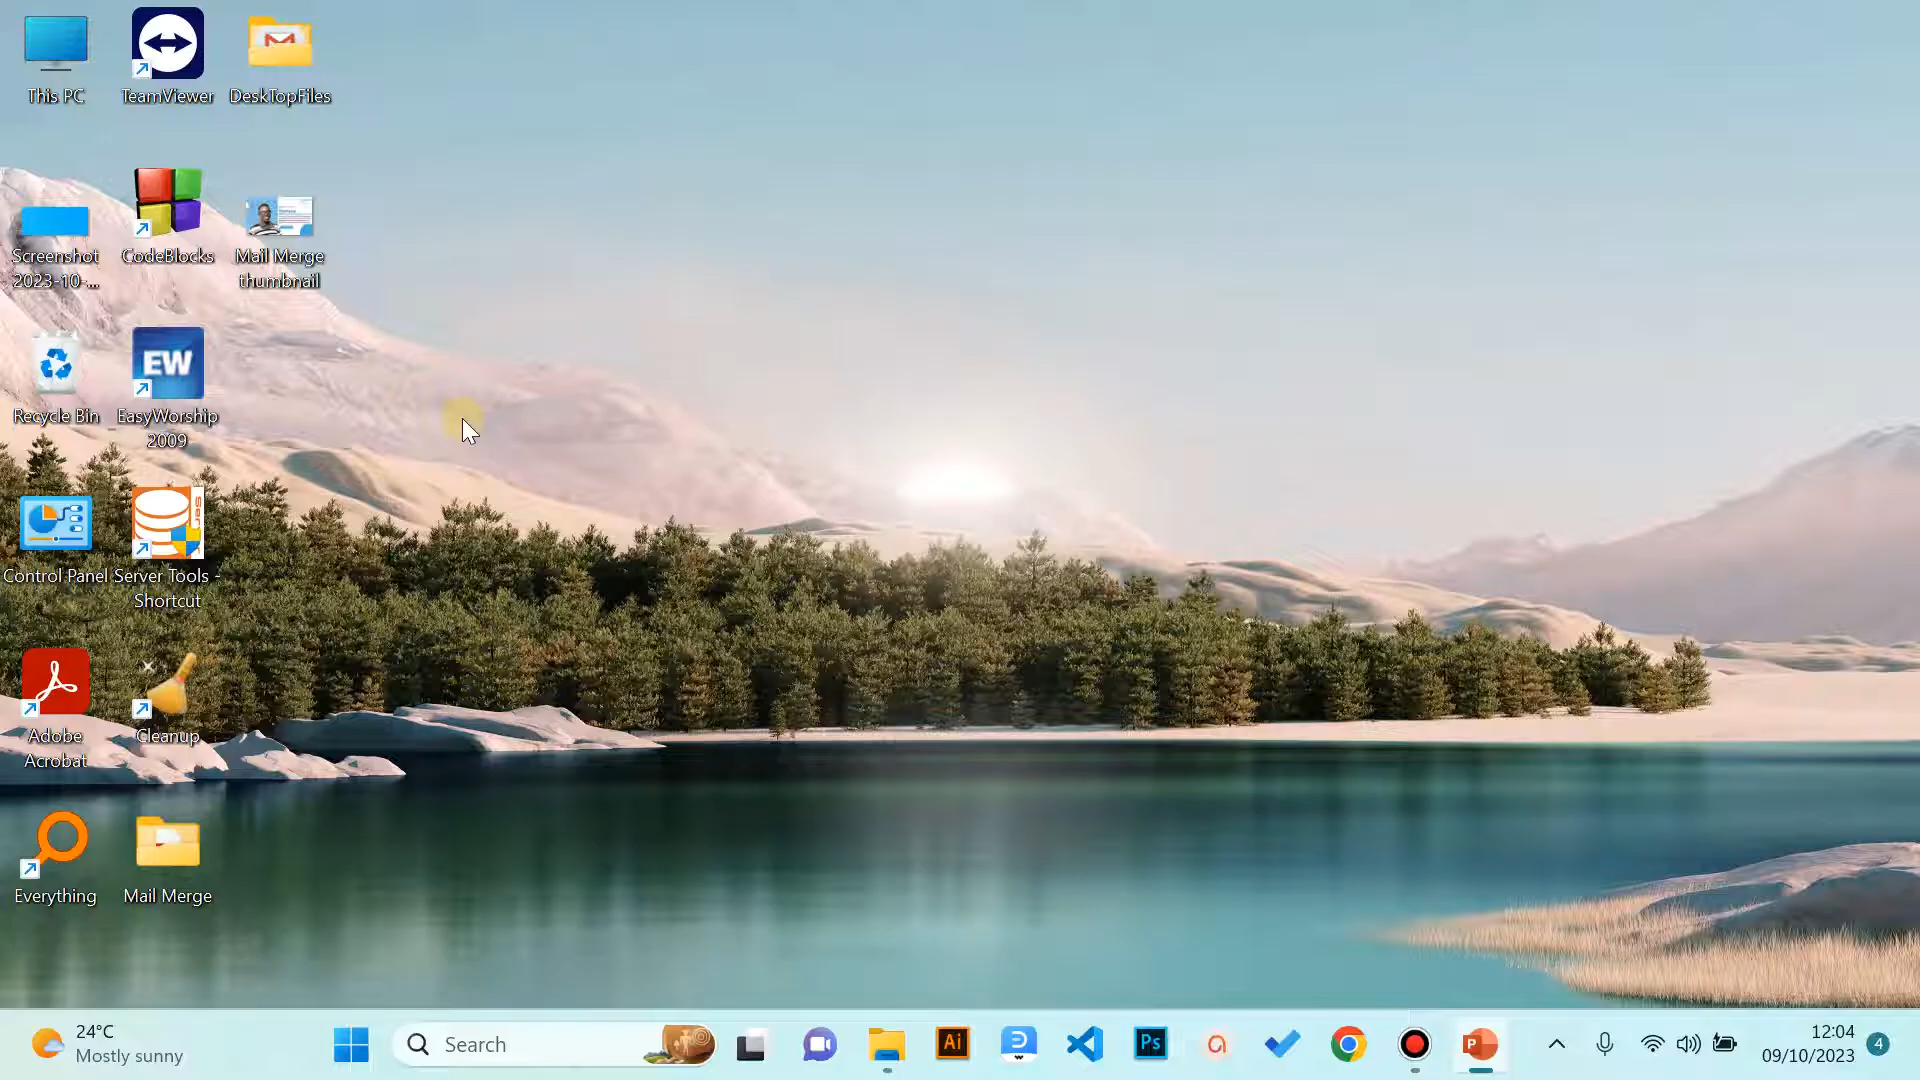 This PC
TeamViewer
DeskTopFiles
Screenshot
2023-10-...
CodeBlocks
Mail Merge
thumbnail
Recycle Bin
EW
EasyWorship
2009
Control Panel
Server Tools -
Shortcut
Adobe
Acrobat
Cleanup
Everything
Mail Merge
24°C
Mostly sunny
Search
Ai
Ps
P
12:04
09/10/2023
4